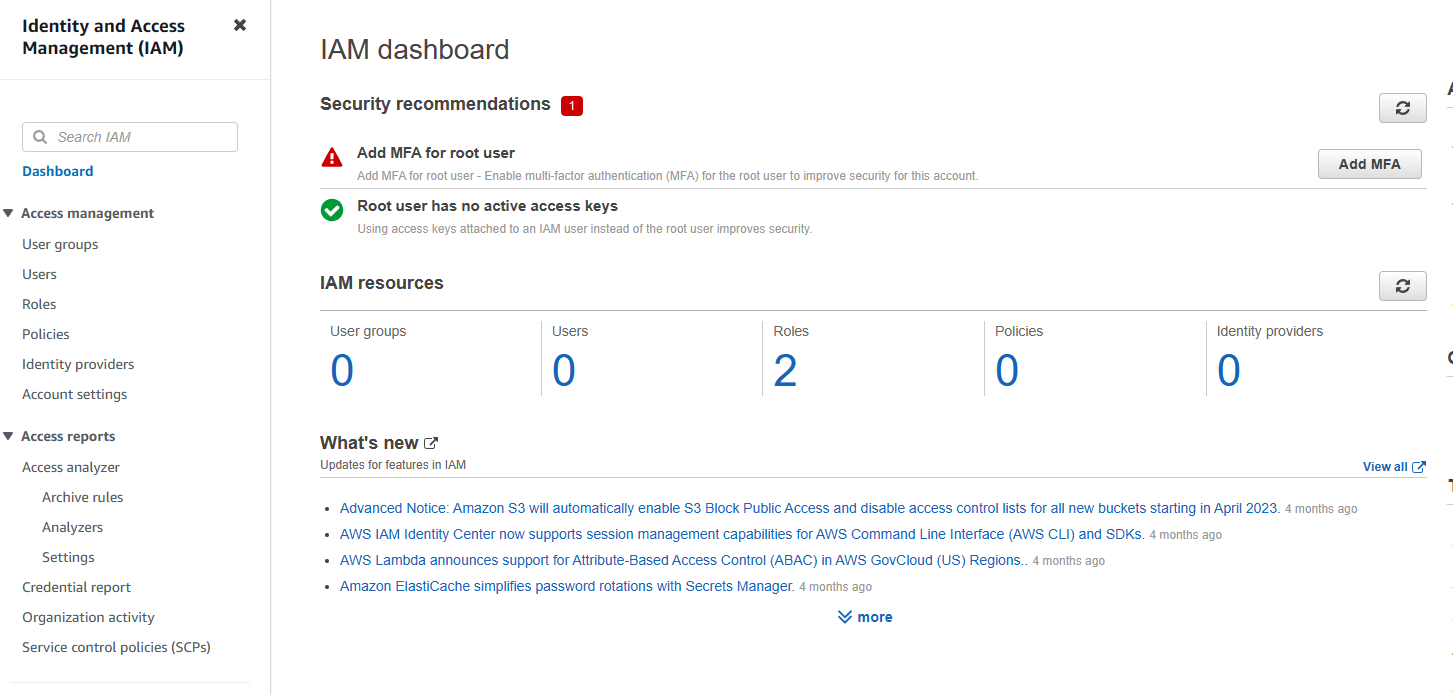 Identity and Access
Management (IAM)
Search IAM
Dashboard
Access management
User groups
Users
Roles
Policies
Identity providers
Account settings
Access reports
Access analyzer
Archive rules
Analyzers
Settings
Credential report
Organization activity
Service control policies (SCPs)
IAM dashboard
Security recommendations 1
Add MFA for root user
Add MFA for root user - Enable multi-factor authentication (MFA) for the root user to improve security for this account.
Add MFA
Root user has no active access keys
Using access keys attached to an IAM user instead of the root user improves security.
IAM resources
User groups Users Roles Policies Identity providers
0 0 2 0 0
What's new
Updates for features in IAM
View all
Advanced Notice: Amazon S3 will automatically enable S3 Block Public Access and disable access control lists for all new buckets starting in April 2023. 4 months ago
AWS IAM Identity Center now supports session management capabilities for AWS Command Line Interface (AWS CLI) and SDKs. 4 months ago
AWS Lambda announces support for Attribute-Based Access Control (ABAC) in AWS GovCloud (US) Regions.. 4 months ago
Amazon ElastiCache simplifies password rotations with Secrets Manager. 4 months ago
more